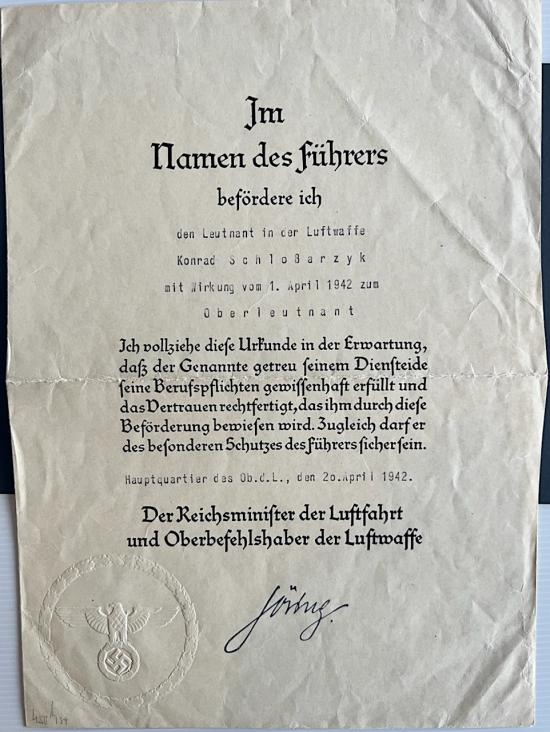 Im
Namen des Führers
befördere ich
den Leutnant in der Luftwaffe
Konrad S c h l o ß a r z y k
mit Wirkung vom 1. April 1942 zum
O b e r l e u t n a n t
Ich vollziehe diese Urkunde in der Erwartung,
daß der Genannte getreu seinem Diensteide
seine Berufspflichten gewissenhaft erfüllt und
das Vertrauen rechtfertigt, das ihm durch diese
Beförderung bewiesen wird. Zugleich darf er
des besonderen Schutzes des Führers sicher sein.
Hauptquartier des Ob.d.L., den 20.April 1942.
Der Reichsminister der Luftfahrt
und Oberbefehlshaber der Luftwaffe
Göring.